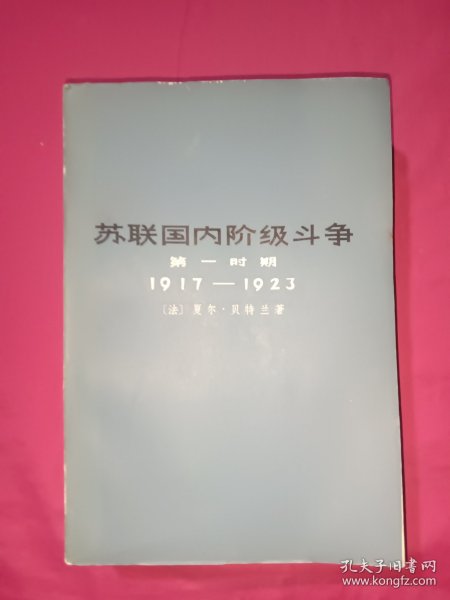 苏联国内阶级斗争
第一时期
1917—1923
〔法〕夏尔·贝特兰著
孔夫子旧书网
www.kongfz.com